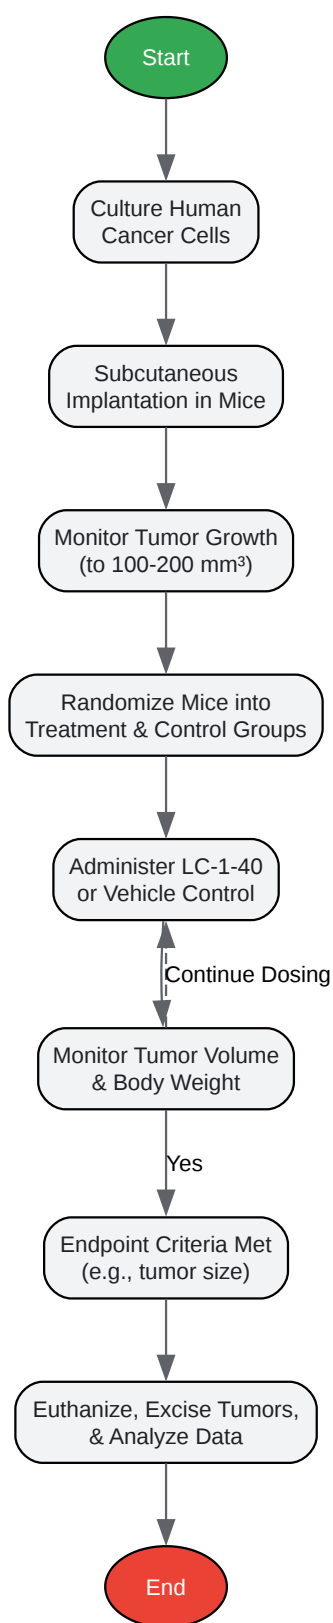 Start
Culture Human
Cancer Cells
Subcutaneous
Implantation in Mice
Monitor Tumor Growth
(to 100-200 mm³)
Randomize Mice into
Treatment & Control Groups
Administer LC-1-40
or Vehicle Control
Continue Dosing
Monitor Tumor Volume
& Body Weight
Yes
Endpoint Criteria Met
(e.g., tumor size)
Euthanize, Excise Tumors,
& Analyze Data
End